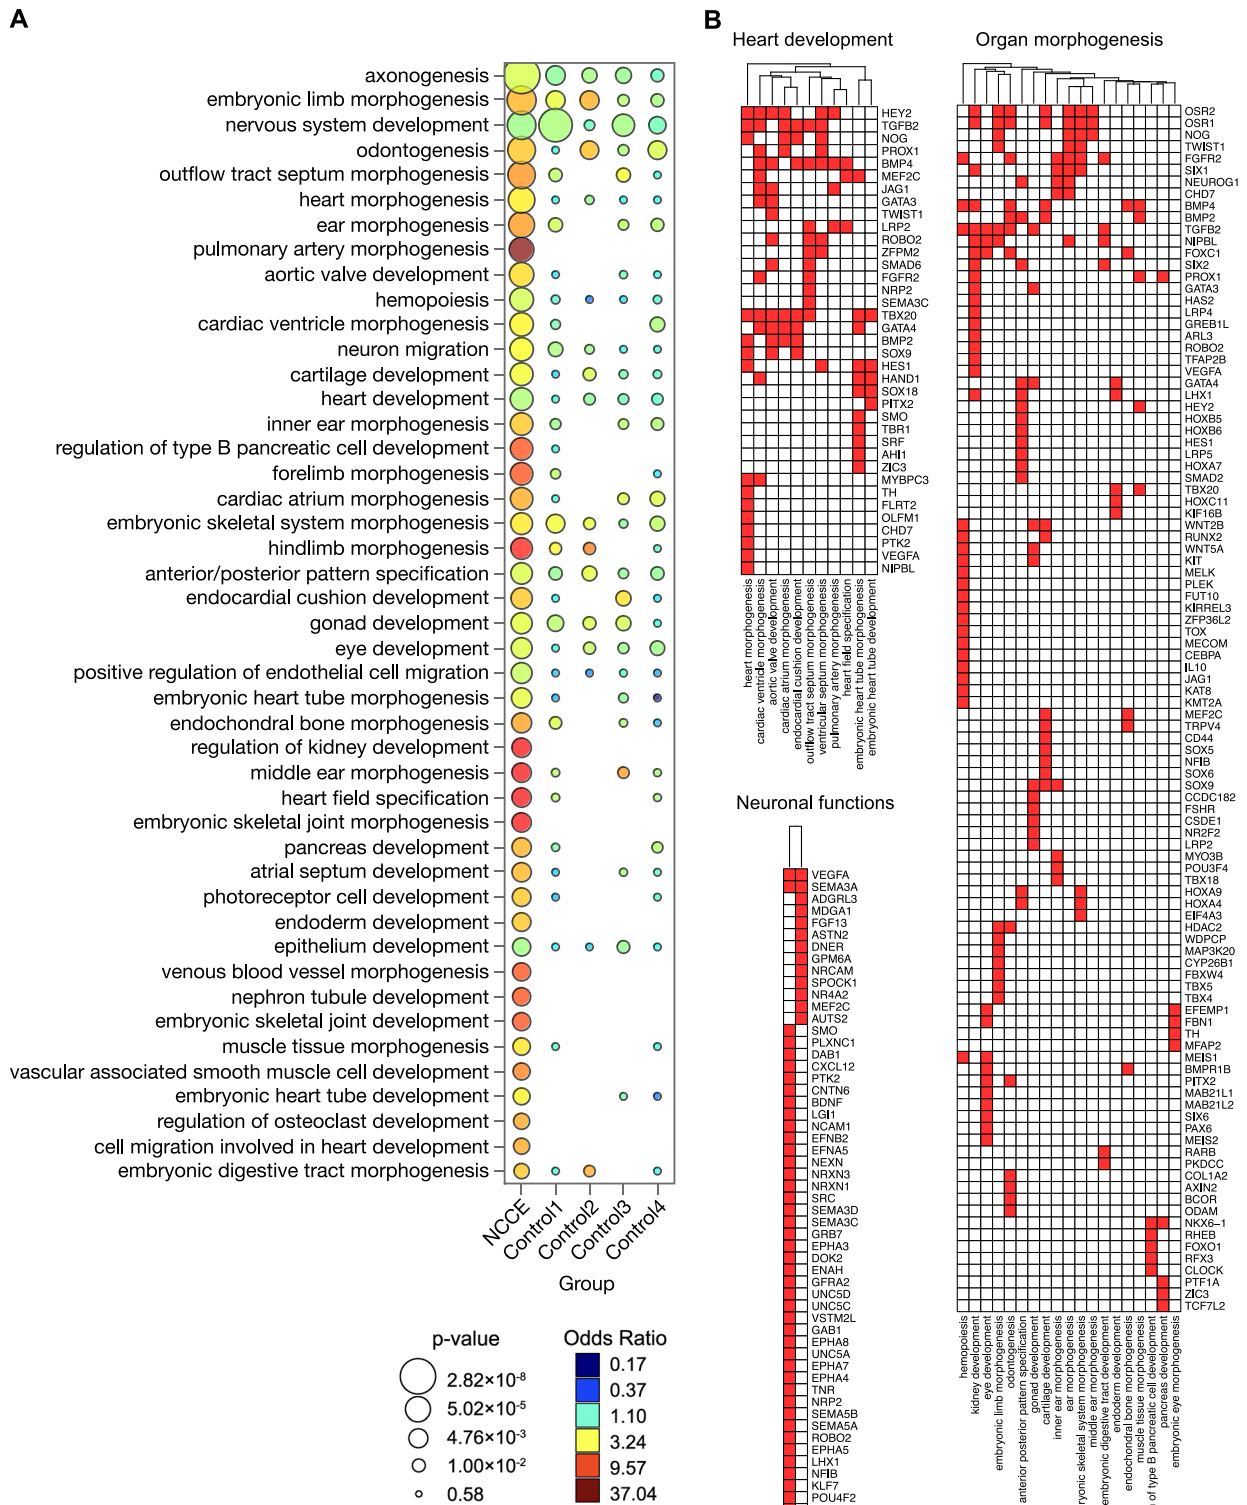 A
axonogenesis
embryonic limb morphogenesis
nervous system development
odontogenesis
outflow tract septum morphogenesis
heart morphogenesis
ear morphogenesis
pulmonary artery morphogenesis
aortic valve development
hemopoiesis
cardiac ventricle morphogenesis
neuron migration
cartilage development
heart development
inner ear morphogenesis
regulation of type B pancreatic cell development
forelimb morphogenesis
cardiac atrium morphogenesis
embryonic skeletal system morphogenesis
hindlimb morphogenesis
anterior/posterior pattern specification
endocardial cushion development
gonad development
eye development
positive regulation of endothelial cell migration
embryonic heart tube morphogenesis
endochondral bone morphogenesis
regulation of kidney development
middle ear morphogenesis
heart field specification
embryonic skeletal joint morphogenesis
pancreas development
atrial septum development
photoreceptor cell development
endoderm development
epithelium development
venous blood vessel morphogenesis
nephron tubule development
embryonic skeletal joint development
muscle tissue morphogenesis
vascular associated smooth muscle cell development
embryonic heart tube development
regulation of osteoclast development
cell migration involved in heart development
embryonic digestive tract morphogenesis
NCCE
Control1
Control2
Control3
Control4
Group
p-value
2.82×10⁻⁸
5.02×10⁻⁵
4.76×10⁻³
1.00×10⁻²
0.58
Odds Ratio
0.17
0.37
1.10
3.24
9.57
37.04
B
Heart development
HEY2
TGFB2
NOG
PROX1
BMP4
MEF2C
JAG1
GATA3
TWIST1
LRP2
ROBO2
ZFPM2
SMAD6
FGFR2
NRP2
SEMA3C
TBX20
GATA4
BMP2
SOX9
HES1
HAND1
SOX18
PITX2
SMO
TBR1
SRF
AHI1
ZIC3
MYBPC3
TH
FLRT2
OLFM1
CHD7
PTK2
VEGFA
NIPBL
heart morphogenesis
cardiac ventricle morphogenesis
aortic valve development
cardiac atrium morphogenesis
endocardial cushion development
outflow tract septum morphogenesis
ventricular septum morphogenesis
pulmonary artery morphogenesis
heart field specification
embryonic heart tube morphogenesis
embryonic heart tube development
Neuronal functions
VEGFA
SEMA3A
ADGRL3
MDGA1
FGF13
ASTN2
DNER
GPM6A
NRCAM
SPOCK1
NR4A2
MEF2C
AUTS2
SMO
PLXNC1
DAB1
CXCL12
PTK2
CNTN6
BDNF
LGI1
NCAM1
EFNB2
EFNA5
NEXN
NRXN3
NRXN1
SRC
SEMA3D
SEMA3C
GRB7
EPHA3
DOK2
ENAH
GFRA2
UNC5D
UNC5C
VSTM2L
GAB1
EPHA8
UNC5A
EPHA7
EPHA4
TNR
NRP2
SEMA5B
SEMA5A
ROBO2
EPHA5
LHX1
NFIB
KLF7
POU4F2
Organ morphogenesis
OSR2
OSR1
NOG
TWIST1
FGFR2
SIX1
NEUROG1
CHD7
BMP4
BMP2
TGFB2
NIPBL
FOXC1
SIX2
PROX1
GATA3
HAS2
LRP4
GREB1L
ARL3
ROBO2
TFAP2B
VEGFA
GATA4
LHX1
HEY2
HOXB5
HOXB6
HES1
LRP5
HOXA7
SMAD2
TBX20
HOXC11
KIF16B
WNT2B
RUNX2
WNT5A
KIT
MELK
PLEK
FUT10
KIRREL3
ZFP36L2
TOX
MECOM
CEBPA
IL10
JAG1
KAT8
KMT2A
MEF2C
TRPV4
CD44
SOX5
NFIB
SOX6
SOX9
CCDC182
FSHR
CSDE1
NR2F2
LRP2
MYO3B
POU3F4
TBX18
HOXA9
HOXA4
EIF4A3
HDAC2
WDPCP
MAP3K20
CYP26B1
FBXW4
TBX5
TBX4
EFEMP1
FBN1
TH
MFAP2
MEIS1
BMPR1B
PITX2
MAB21L1
MAB21L2
SIX6
PAX6
MEIS2
RARB
PKDCC
COL1A2
AXIN2
BCOR
ODAM
NKX6-1
RHEB
FOXO1
RFX3
CLOCK
PTF1A
ZIC3
TCF7L2
hemopoiesis
kidney development
eye development
embryonic limb morphogenesis
odontogenesis
anterior posterior pattern specification
gonad development
cartilage development
inner ear morphogenesis
ear morphogenesis
ryonic skeletal system morphogenesis
middle ear morphogenesis
embryonic digestive tract development
endoderm development
endochondral bone morphogenesis
muscle tissue morphogenesis
of type B pancreatic cell development
pancreas development
embryonic eye morphogenesis